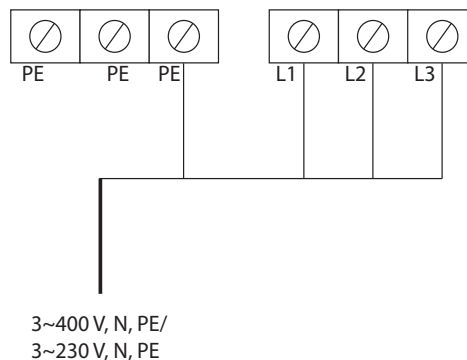 PE PE PE L1 L2 L3
3~400 V, N, PE/
3~230 V, N, PE